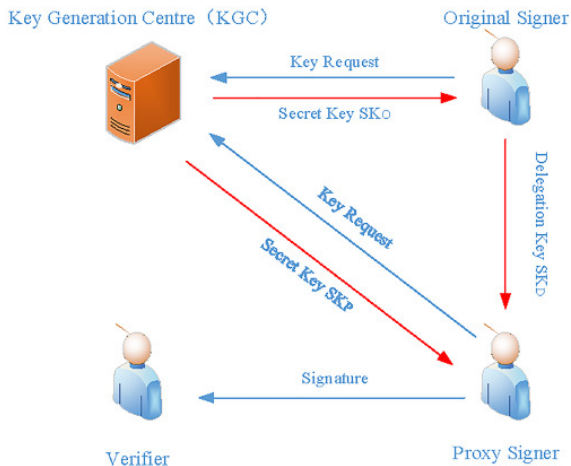 Key Generation Centre（KGC）
Original Signer
Key Request
Secret Key SKO
Delegation Key SKD
Key Request
Secret Key SKP
Signature
Verifier
Proxy Signer